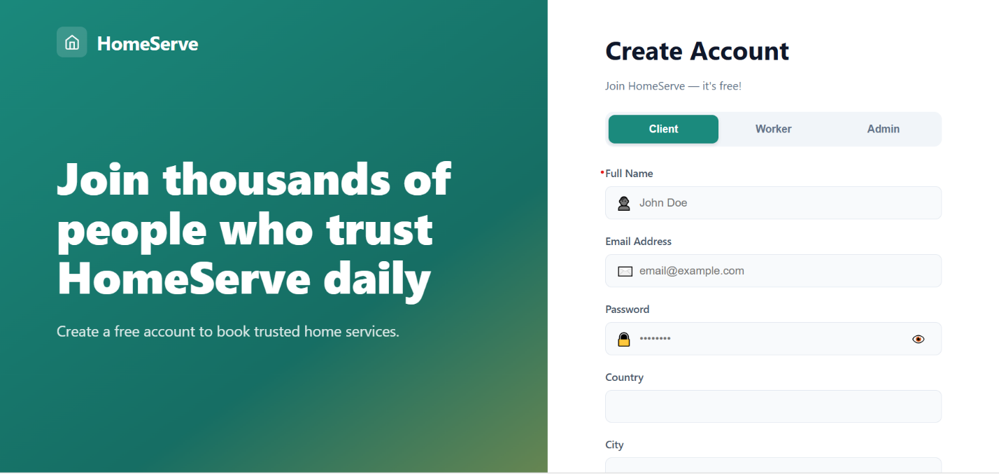 HomeServe
Join thousands of
people who trust
HomeServe daily
Create a free account to book trusted home services.
Create Account
Join HomeServe — it's free!
Client Worker Admin
*Full Name
John Doe
Email Address
email@example.com
Password
••••••••
Country
City